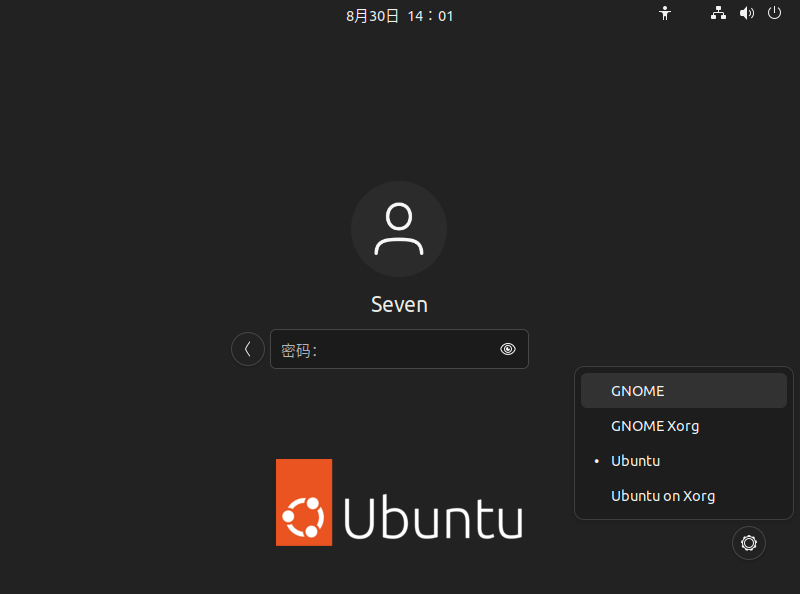 8月30日 14：01
Seven
密码：
GNOME
GNOME Xorg
Ubuntu
Ubuntu on Xorg
Ubuntu